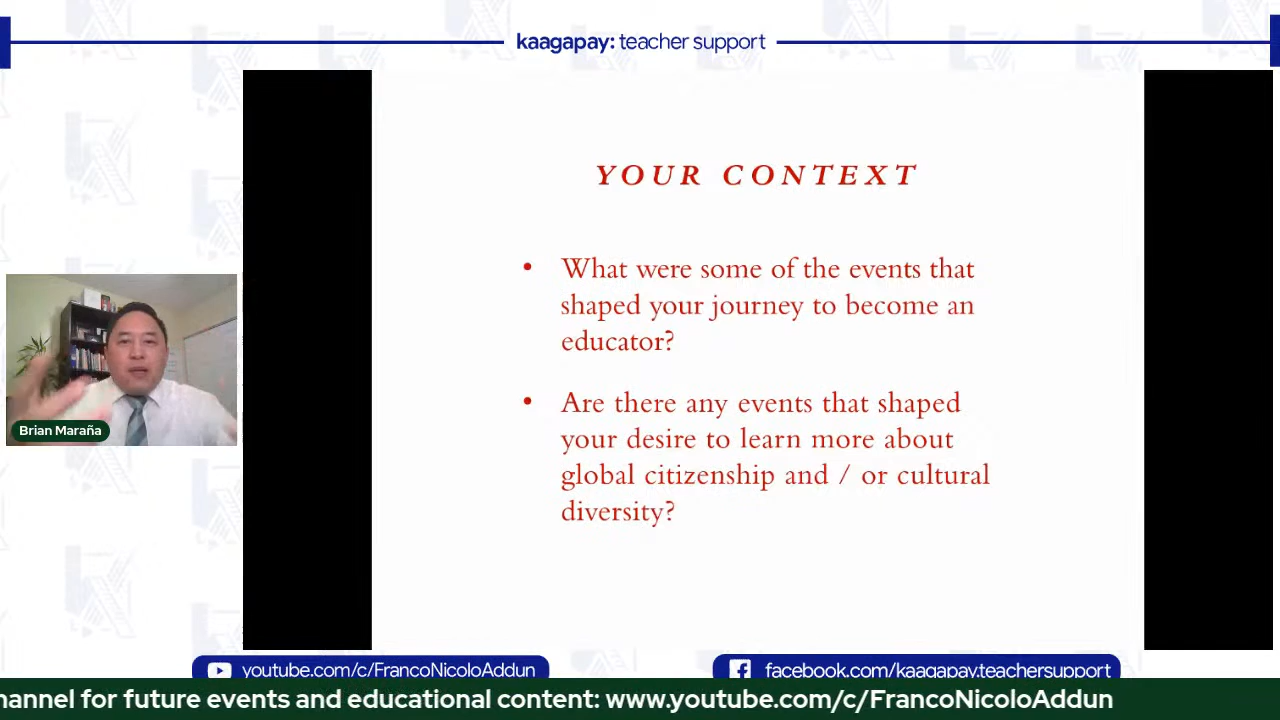 kaagapay: teacher support
YOUR CONTEXT
• What were some of the events that
shaped your journey to become an
educator?
• Are there any events that shaped
your desire to learn more about
global citizenship and / or cultural
diversity?
Brian Maraña
youtube.com/c/FrancoNicoloAddun
facebook.com/kaagapay.teachersupport
hannel for future events and educational content: www.youtube.com/c/FrancoNicoloAddun